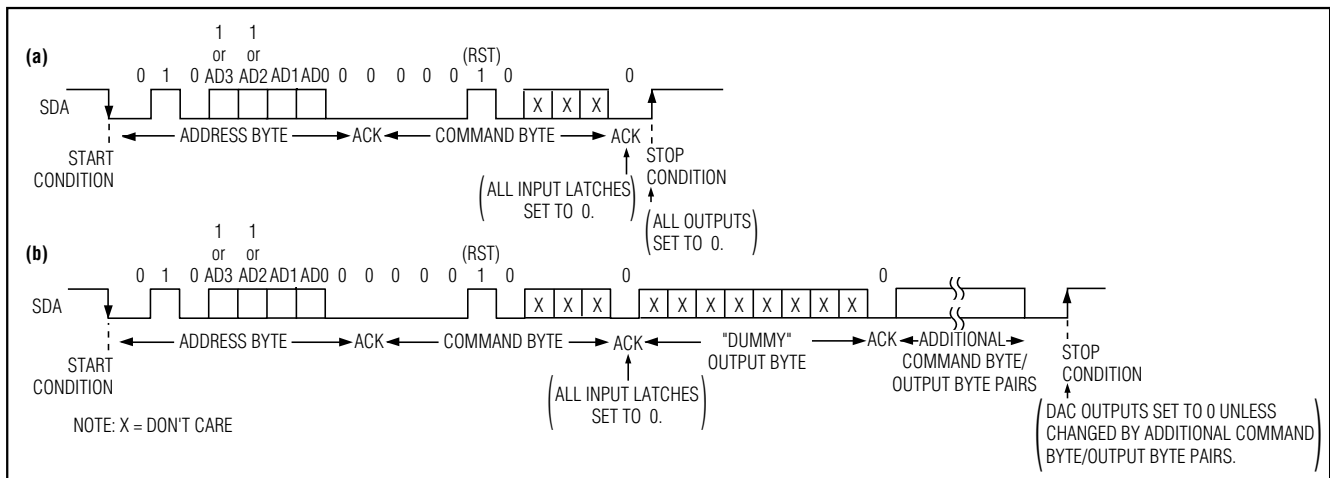 (a)
1 1
or or
(RST)
0 1 0 AD3 AD2 AD1 AD0 0 0 0 0 0 1 0 0
SDA
X X X
ADDRESS BYTE ACK COMMAND BYTE ACK
START
CONDITION
STOP
CONDITION
(ALL INPUT LATCHES
SET TO 0.)
(ALL OUTPUTS
SET TO 0.)
(b)
1 1
or or
(RST)
0 1 0 AD3 AD2 AD1 AD0 0 0 0 0 0 1 0 0 0
SDA
X X X X X X X X X X X
ADDRESS BYTE ACK COMMAND BYTE ACK "DUMMY" OUTPUT BYTE ACK ADDITIONAL COMMAND BYTE/ OUTPUT BYTE PAIRS
START
CONDITION
STOP
CONDITION
(ALL INPUT LATCHES
SET TO 0.)
(DAC OUTPUTS SET TO 0 UNLESS
CHANGED BY ADDITIONAL COMMAND
BYTE/OUTPUT BYTE PAIRS.)
NOTE: X = DON'T CARE